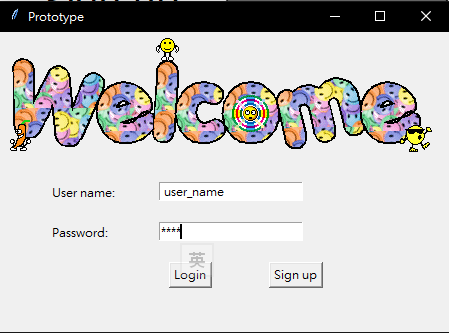 Prototype
Welcome
User name: user_name
Password: ****
英
Login Sign up